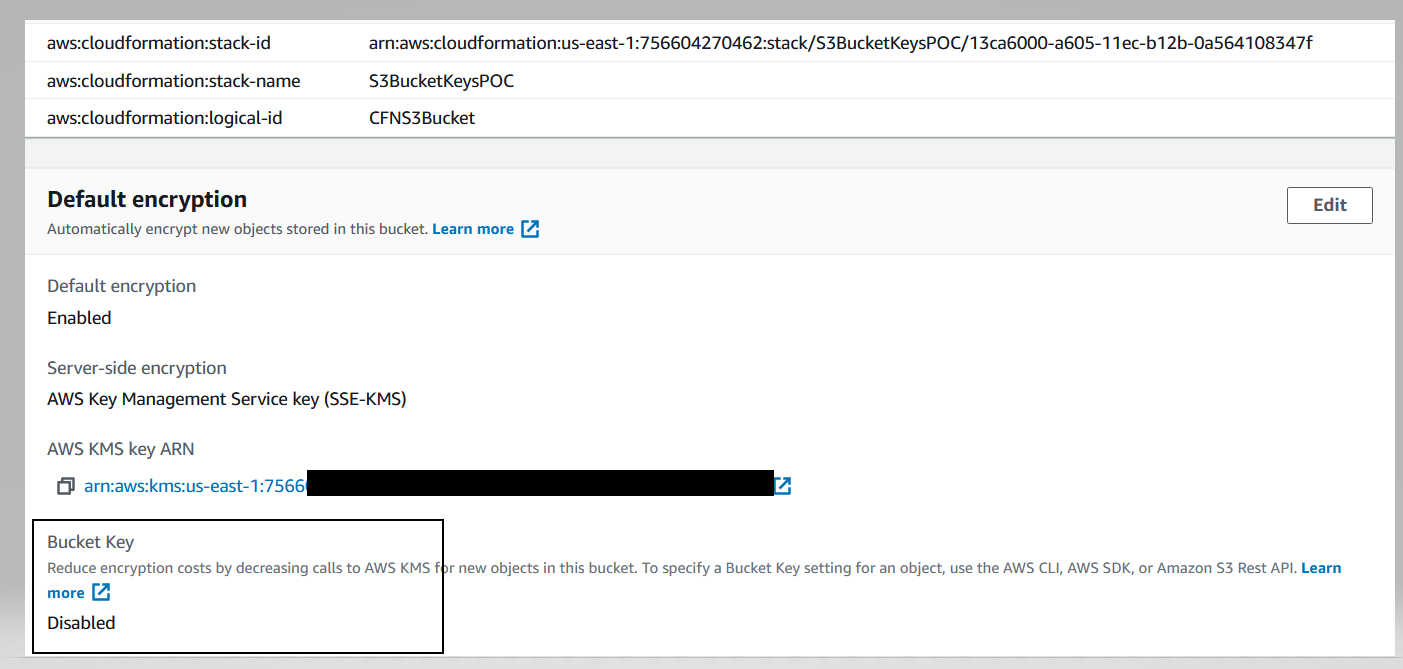 aws:cloudformation:stack-id arn:aws:cloudformation:us-east-1:756604270462:stack/S3BucketKeysPOC/13ca6000-a605-11ec-b12b-0a564108347f
aws:cloudformation:stack-name S3BucketKeysPOC
aws:cloudformation:logical-id CFNS3Bucket
Default encryption
Edit
Automatically encrypt new objects stored in this bucket. Learn more
Default encryption
Enabled
Server-side encryption
AWS Key Management Service key (SSE-KMS)
AWS KMS key ARN
arn:aws:kms:us-east-1:7566
Bucket Key
Reduce encryption costs by decreasing calls to AWS KMS for new objects in this bucket. To specify a Bucket Key setting for an object, use the AWS CLI, AWS SDK, or Amazon S3 Rest API. Learn
more
Disabled